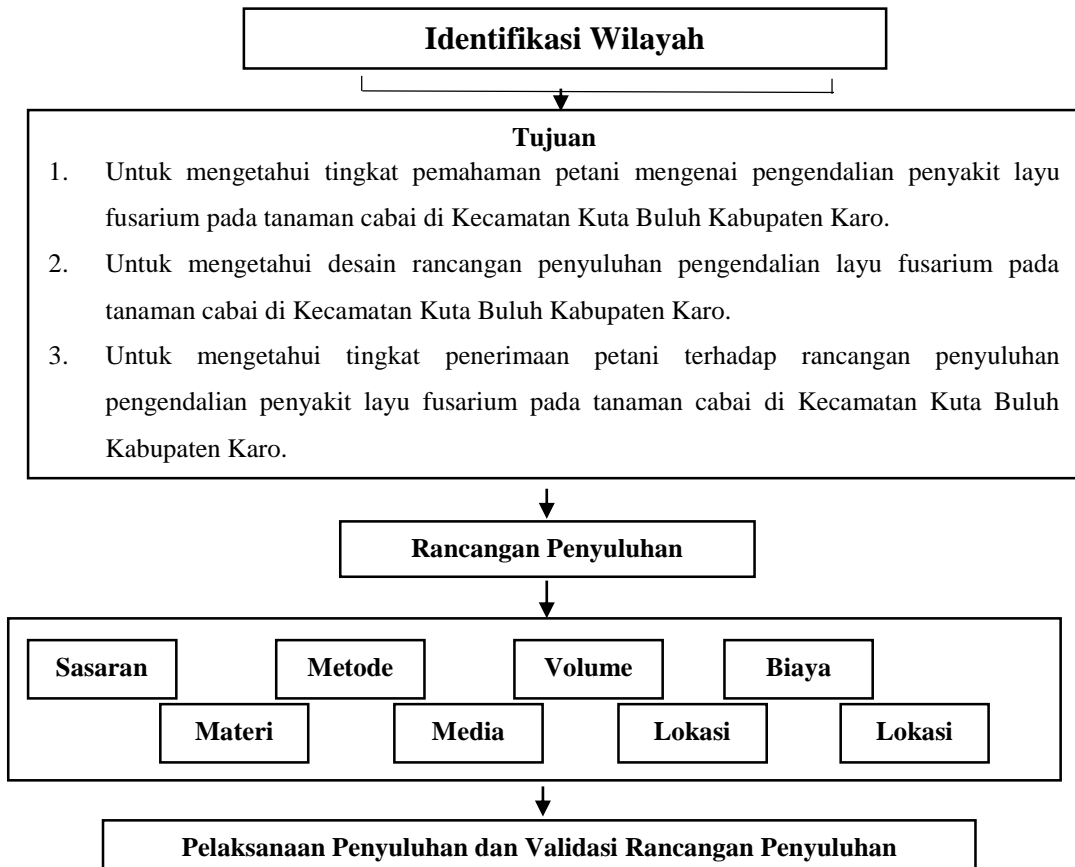 Identifikasi Wilayah
Tujuan
1. Untuk mengetahui tingkat pemahaman petani mengenai pengendalian penyakit layu
fusarium pada tanaman cabai di Kecamatan Kuta Buluh Kabupaten Karo.
2. Untuk mengetahui desain rancangan penyuluhan pengendalian layu fusarium pada
tanaman cabai di Kecamatan Kuta Buluh Kabupaten Karo.
3. Untuk mengetahui tingkat penerimaan petani terhadap rancangan penyuluhan
pengendalian penyakit layu fusarium pada tanaman cabai di Kecamatan Kuta Buluh
Kabupaten Karo.
Rancangan Penyuluhan
Sasaran Metode Volume Biaya
Materi Media Lokasi Lokasi
Pelaksanaan Penyuluhan dan Validasi Rancangan Penyuluhan